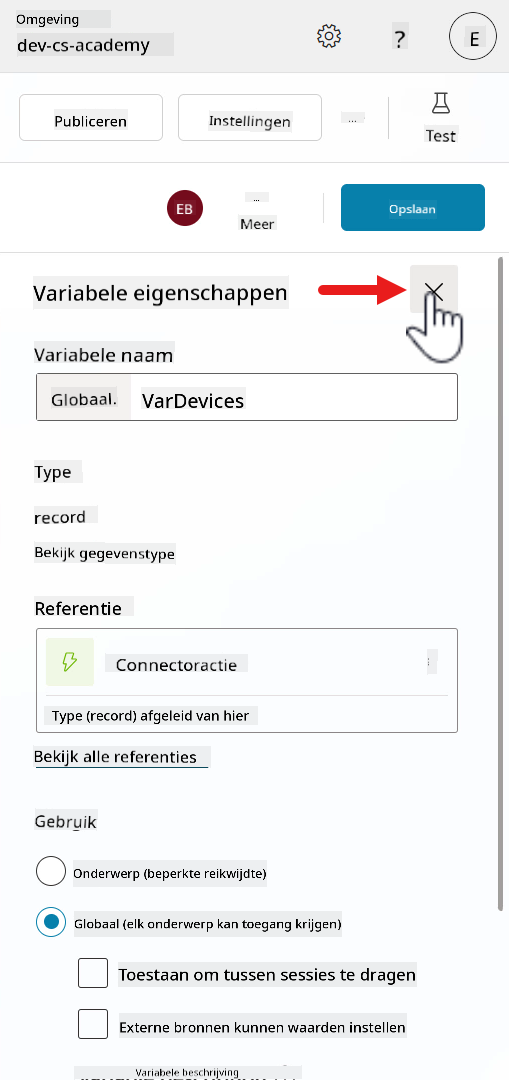 Omgeving
dev-cs-academy
?
E
Publiceren
Instellingen
...
Test
EB
...
Meer
Opslaan
Variabele eigenschappen
Variabele naam
Globaal. VarDevices
Type
record
Bekijk gegevenstype
Referentie
Connectoractie
Type (record) afgeleid van hier
Bekijk alle referenties
Gebruik
Onderwerp (beperkte reikwijdte)
Globaal (elk onderwerp kan toegang krijgen)
Toestaan om tussen sessies te dragen
Externe bronnen kunnen waarden instellen
Variabele beschrijving